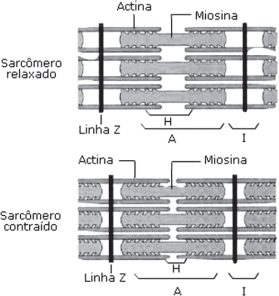 Actina Miosina
Sarcômero
relaxado
H
Linha Z
A I
Actina Miosina
Sarcômero
contraído
H
Linha Z A I